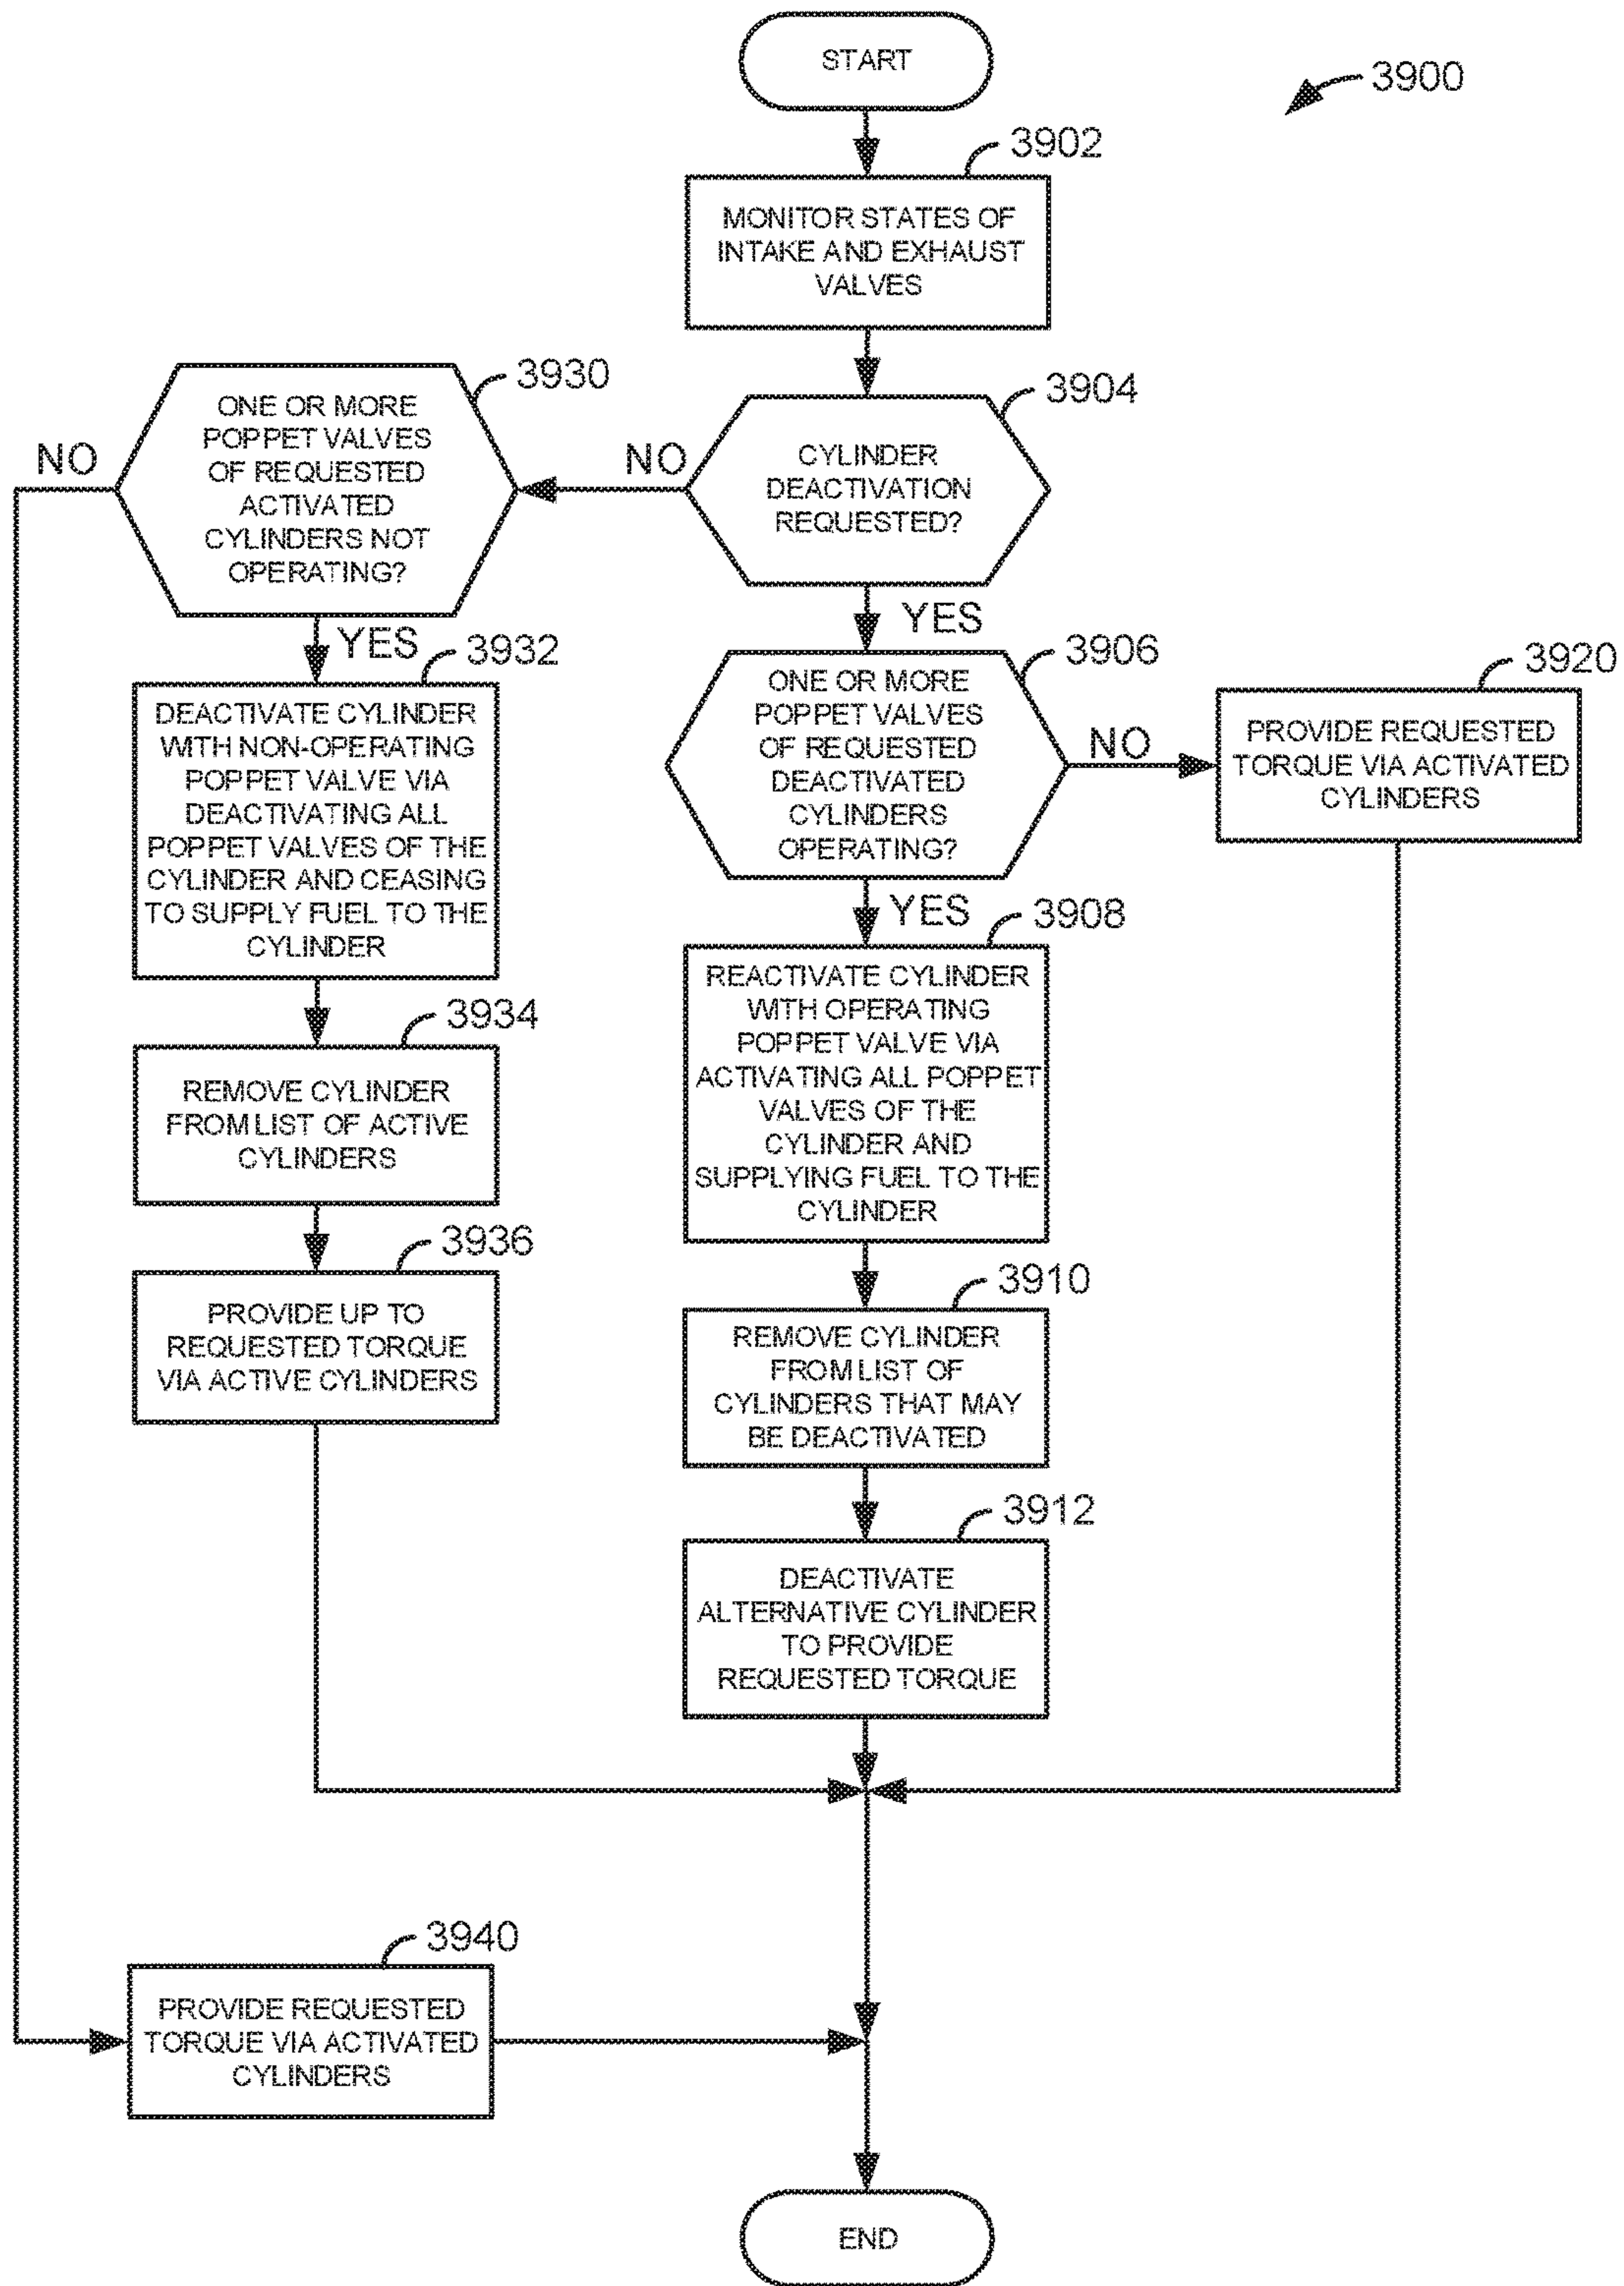 START
3900
3902
MONITOR STATES OF
INTAKE AND EXHAUST
VALVES
3904
CYLINDER
DEACTIVATION
REQUESTED?
NO
YES
3930
ONE OR MORE
POPPET VALVES
OF REQUESTED
ACTIVATED
CYLINDERS NOT
OPERATING?
NO
YES
3906
ONE OR MORE
POPPET VALVES
OF REQUESTED
DEACTIVATED
CYLINDERS
OPERATING?
NO
YES
3920
PROVIDE REQUESTED
TORQUE VIA ACTIVATED
CYLINDERS
3932
DEACTIVATE CYLINDER
WITH NON-OPERATING
POPPET VALVE VIA
DEACTIVATING ALL
POPPET VALVES OF THE
CYLINDER AND CEASING
TO SUPPLY FUEL TO THE
CYLINDER
3908
REACTIVATE CYLINDER
WITH OPERATING
POPPET VALVE VIA
ACTIVATING ALL POPPET
VALVES OF THE
CYLINDER AND
SUPPLYING FUEL TO THE
CYLINDER
3934
REMOVE CYLINDER
FROM LIST OF ACTIVE
CYLINDERS
3936
PROVIDE UP TO
REQUESTED TORQUE
VIA ACTIVE CYLINDERS
3910
REMOVE CYLINDER
FROM LIST OF
CYLINDERS THAT MAY
BE DEACTIVATED
3912
DEACTIVATE
ALTERNATIVE CYLINDER
TO PROVIDE
REQUESTED TORQUE
3940
PROVIDE REQUESTED
TORQUE VIA ACTIVATED
CYLINDERS
END